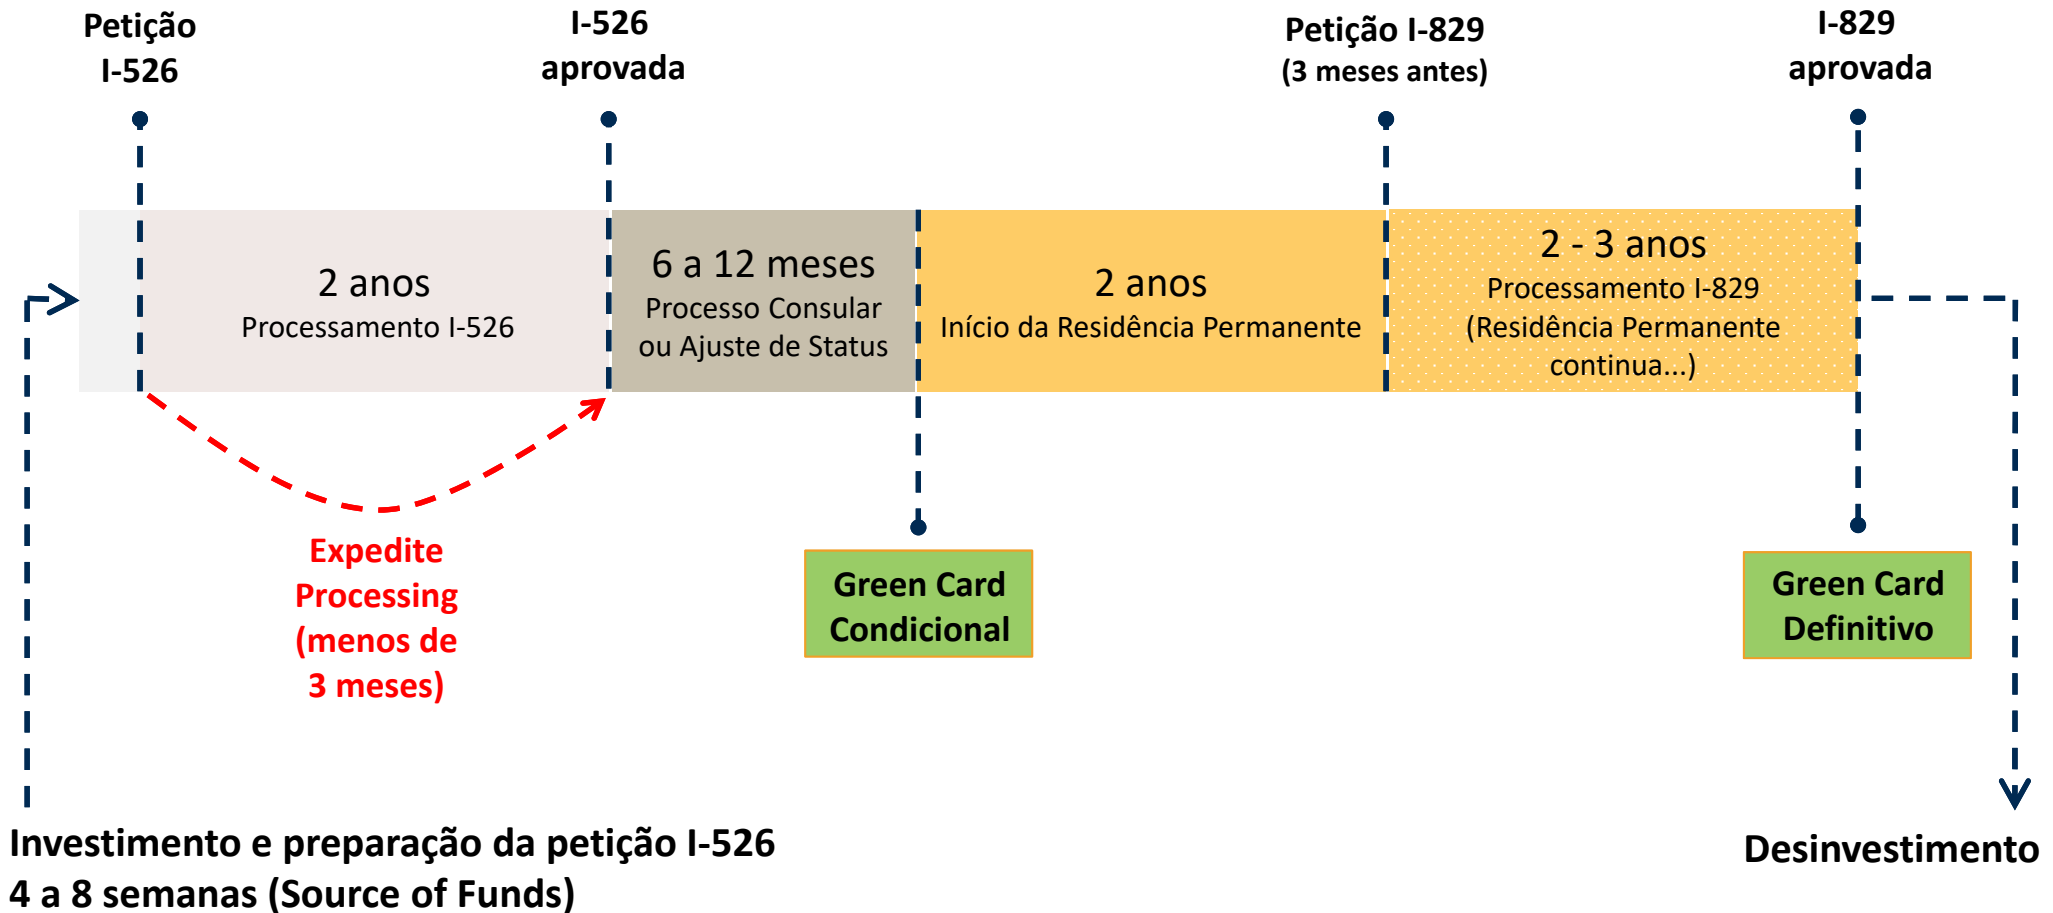 Petição
I-526
I-526
aprovada
Petição I-829
(3 meses antes)
I-829
aprovada
2 anos
Processamento I-526
6 a 12 meses
Processo Consular
ou Ajuste de Status
2 anos
Início da Residência Permanente
2 - 3 anos
Processamento I-829
(Residência Permanente
continua...)
Expedite
Processing
(menos de
3 meses)
Green Card
Condicional
Green Card
Definitivo
Investimento e preparação da petição I-526
4 a 8 semanas (Source of Funds)
Desinvestimento